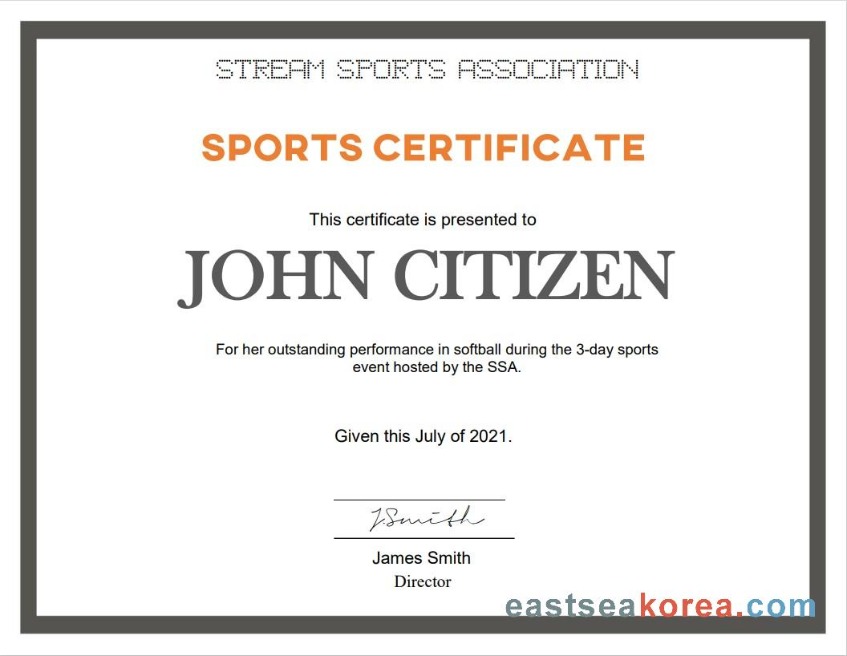 STREAM SPORTS ASSOCIATION
SPORTS CERTIFICATE
This certificate is presented to
JOHN CITIZEN
For her outstanding performance in softball during the 3-day sports
event hosted by the SSA.
Given this July of 2021.
J.Smith
James Smith
Director
eastseakorea.com